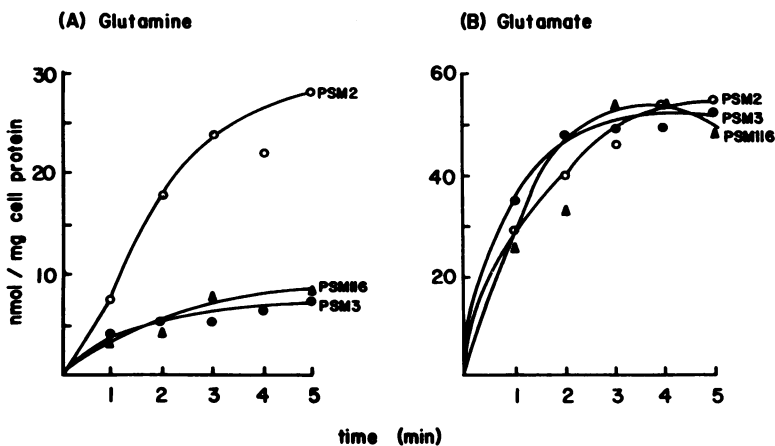 (A) Glutamine
(B) Glutamate
nmol / mg cell protein
30
20
10
PSM2
PSM116
PSM3
1 2 3 4 5
60
40
20
PSM2
PSM3
PSM116
1 2 3 4 5
time (min)